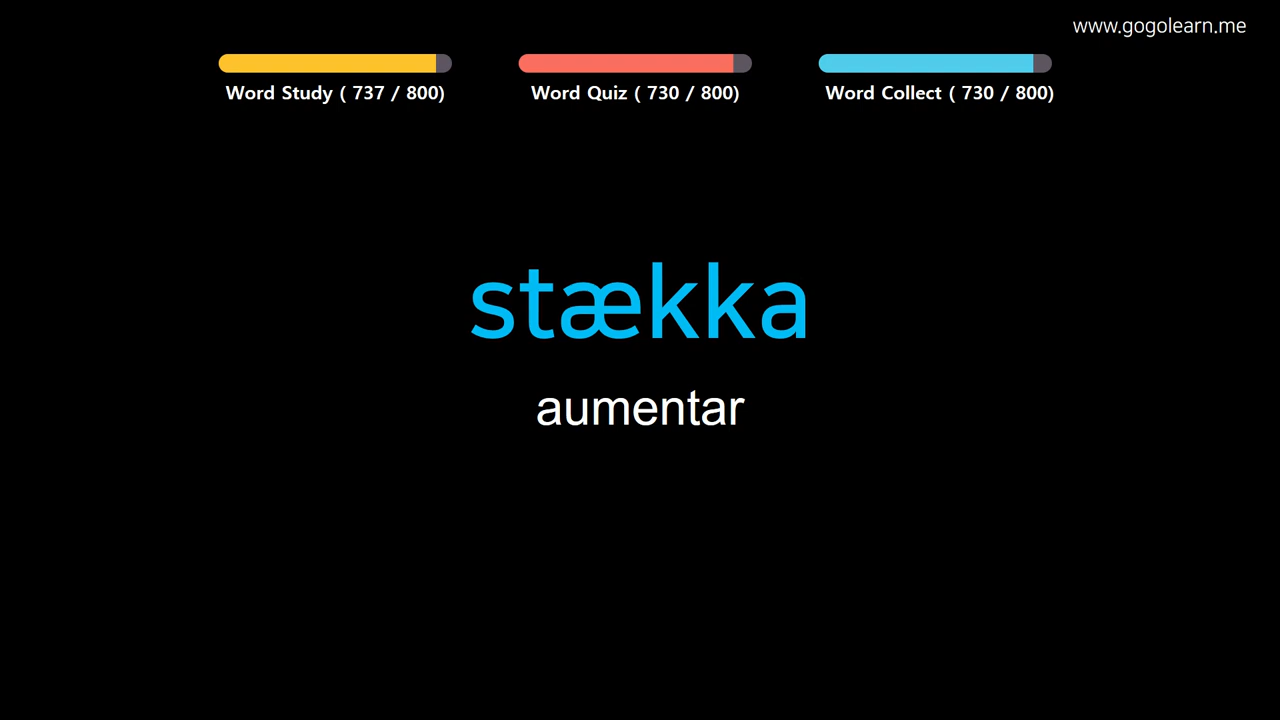 www.gogolearn.me
Word Study ( 737 / 800)
Word Quiz ( 730 / 800)
Word Collect ( 730 / 800)
stækka
aumentar